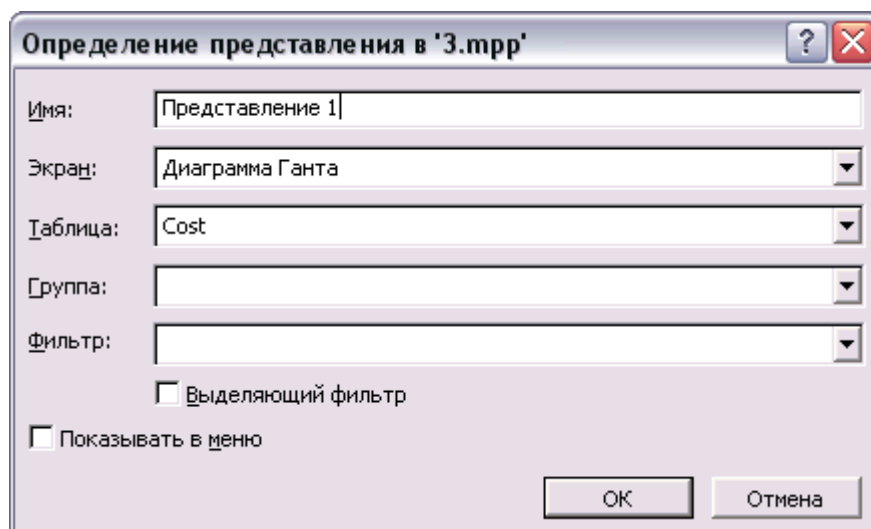 Определение представления в '3.mpp'
Имя: Представление 1
Экран: Диаграмма Ганта
Таблица: Cost
Группа:
Фильтр:
Выделяющий фильтр
Показывать в меню
ОК Отмена